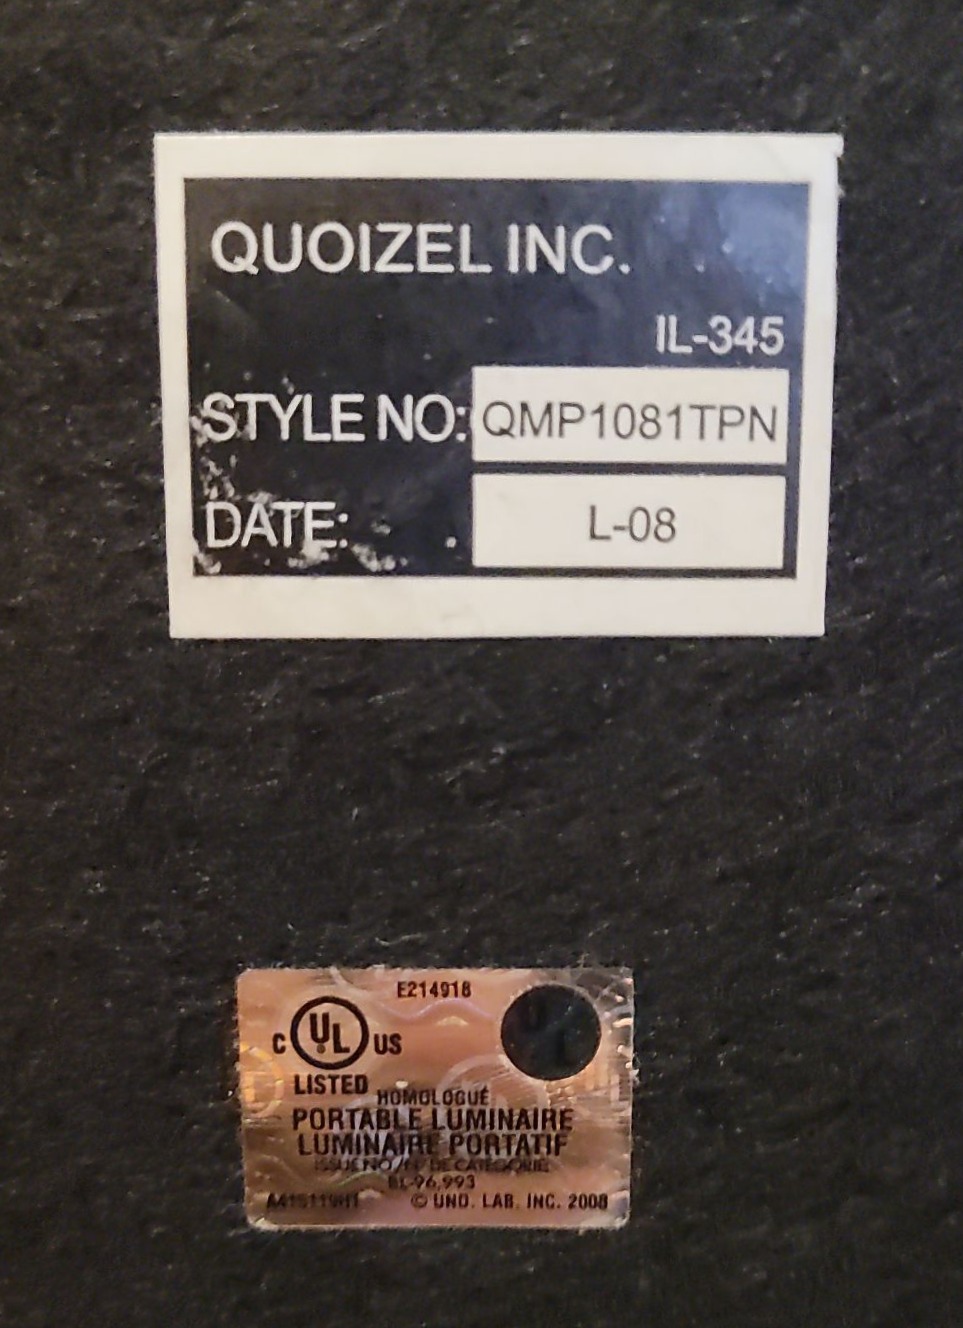 QUOIZEL INC.
IL-345
STYLE NO: QMP1081TPN
DATE: L-08
E214918
C UL US
LISTED
HOMOLOGUÉ
PORTABLE LUMINAIRE
LUMINAIRE PORTATIF
ISSUE NO/Nº DE CATÉGORIE
BL-96,993
© UND. LAB. INC. 2008